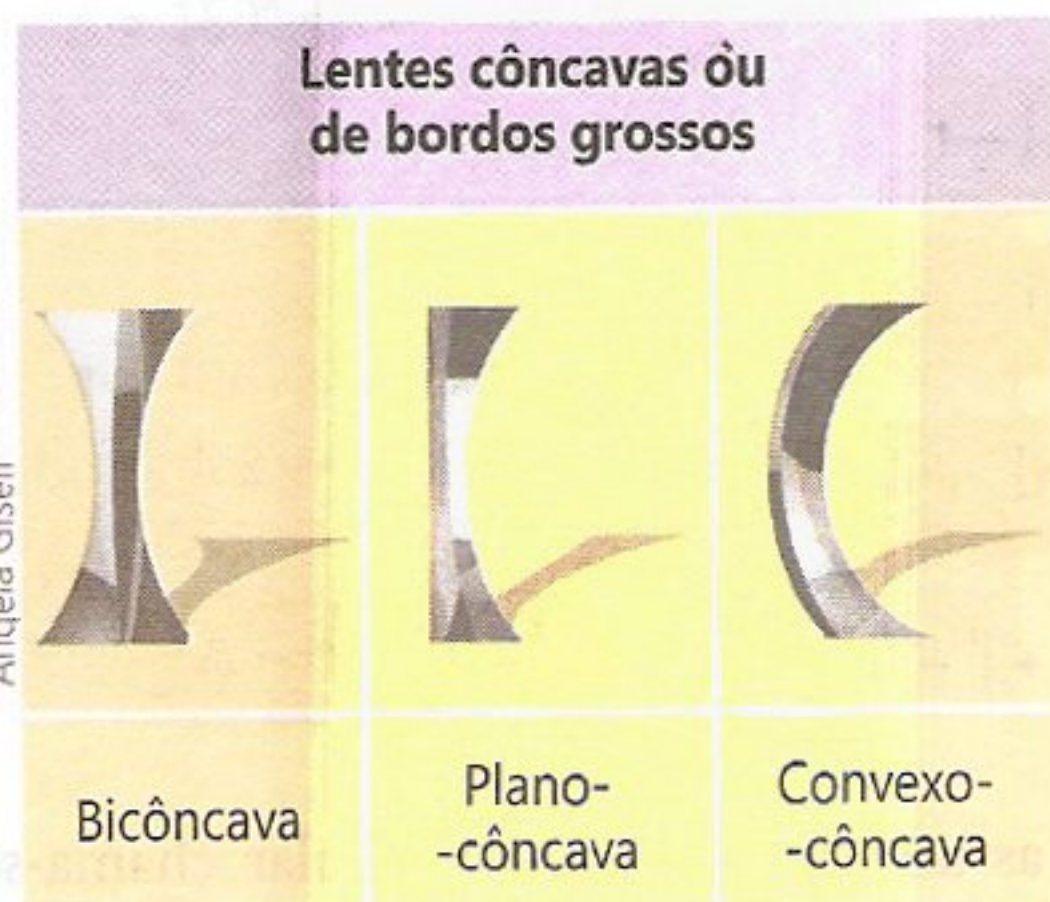 Lentes côncavas òu
de bordos grossos
Bicôncava
Plano-
-côncava
Convexo-
-côncava